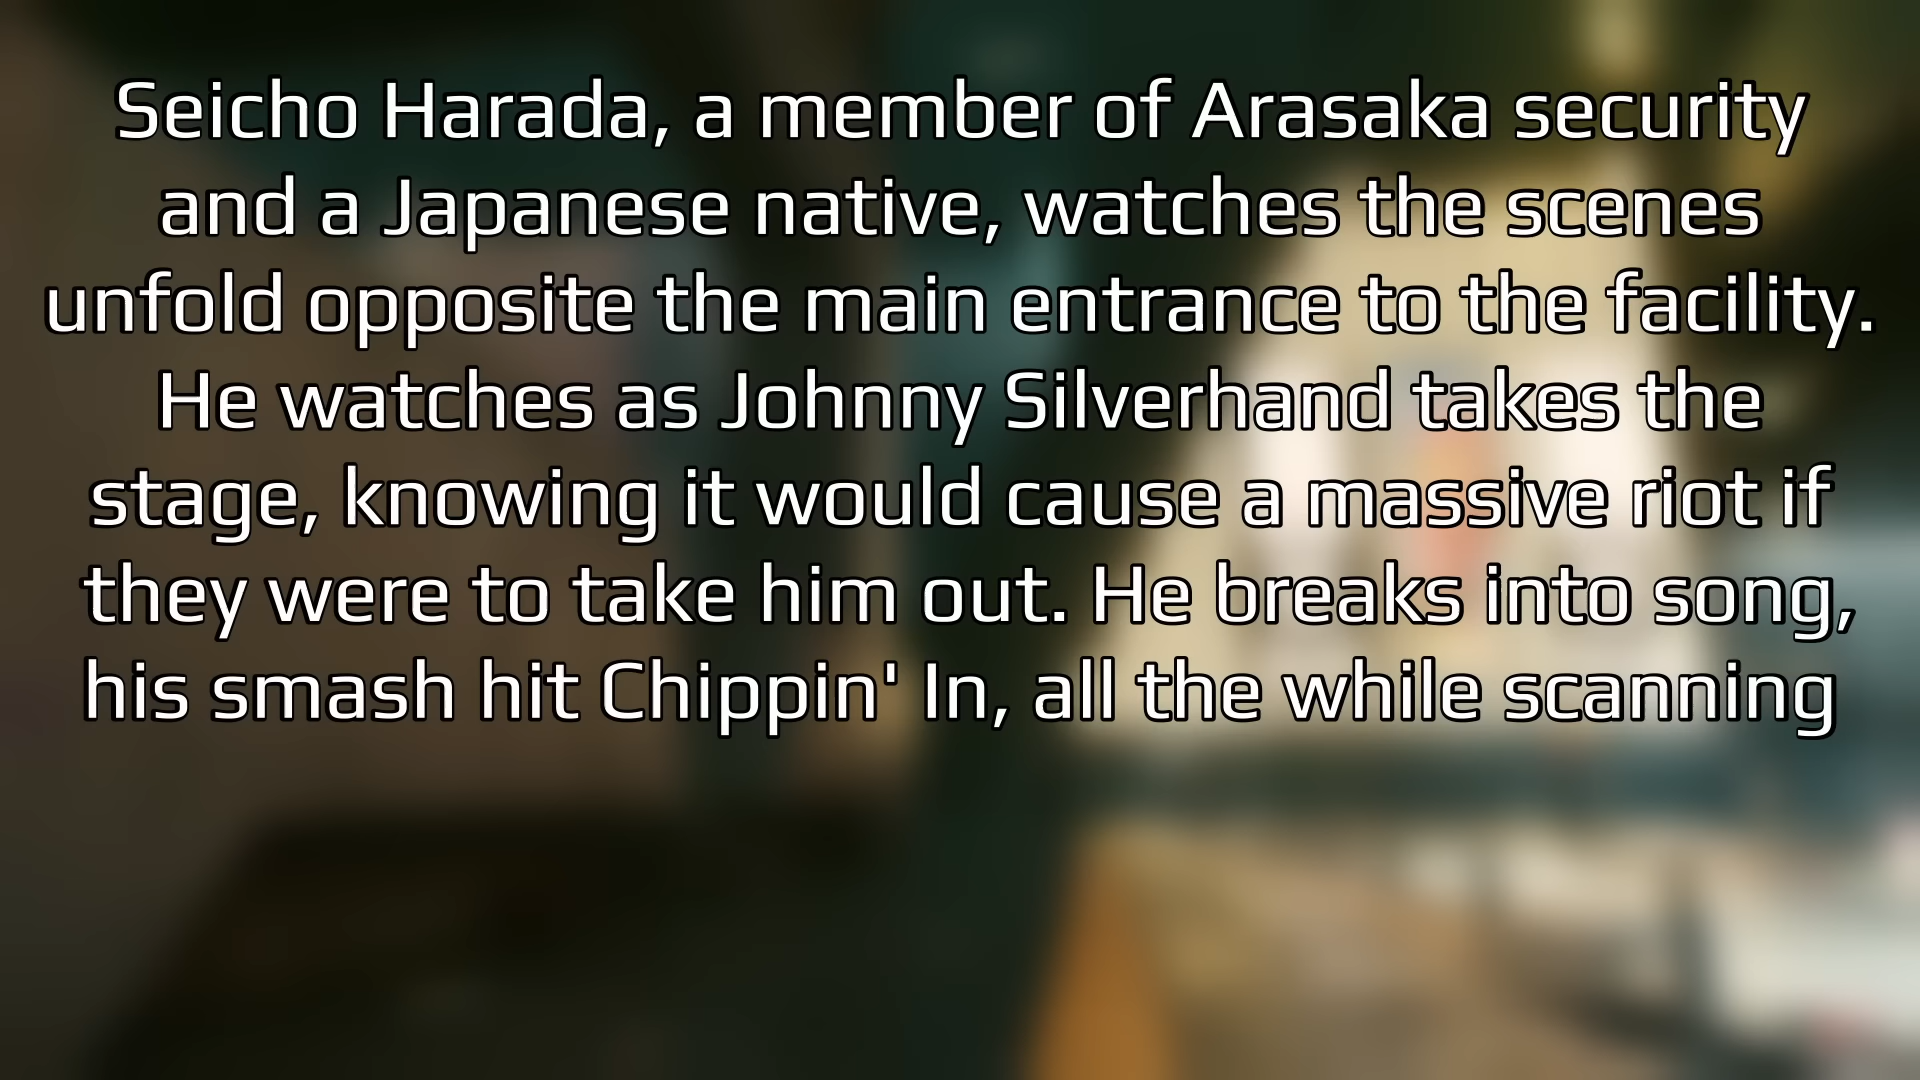 Seicho Harada, a member of Arasaka security
and a Japanese native, watches the scenes
unfold opposite the main entrance to the facility.
He watches as Johnny Silverhand takes the
stage, knowing it would cause a massive riot if
they were to take him out. He breaks into song,
his smash hit Chippin' In, all the while scanning